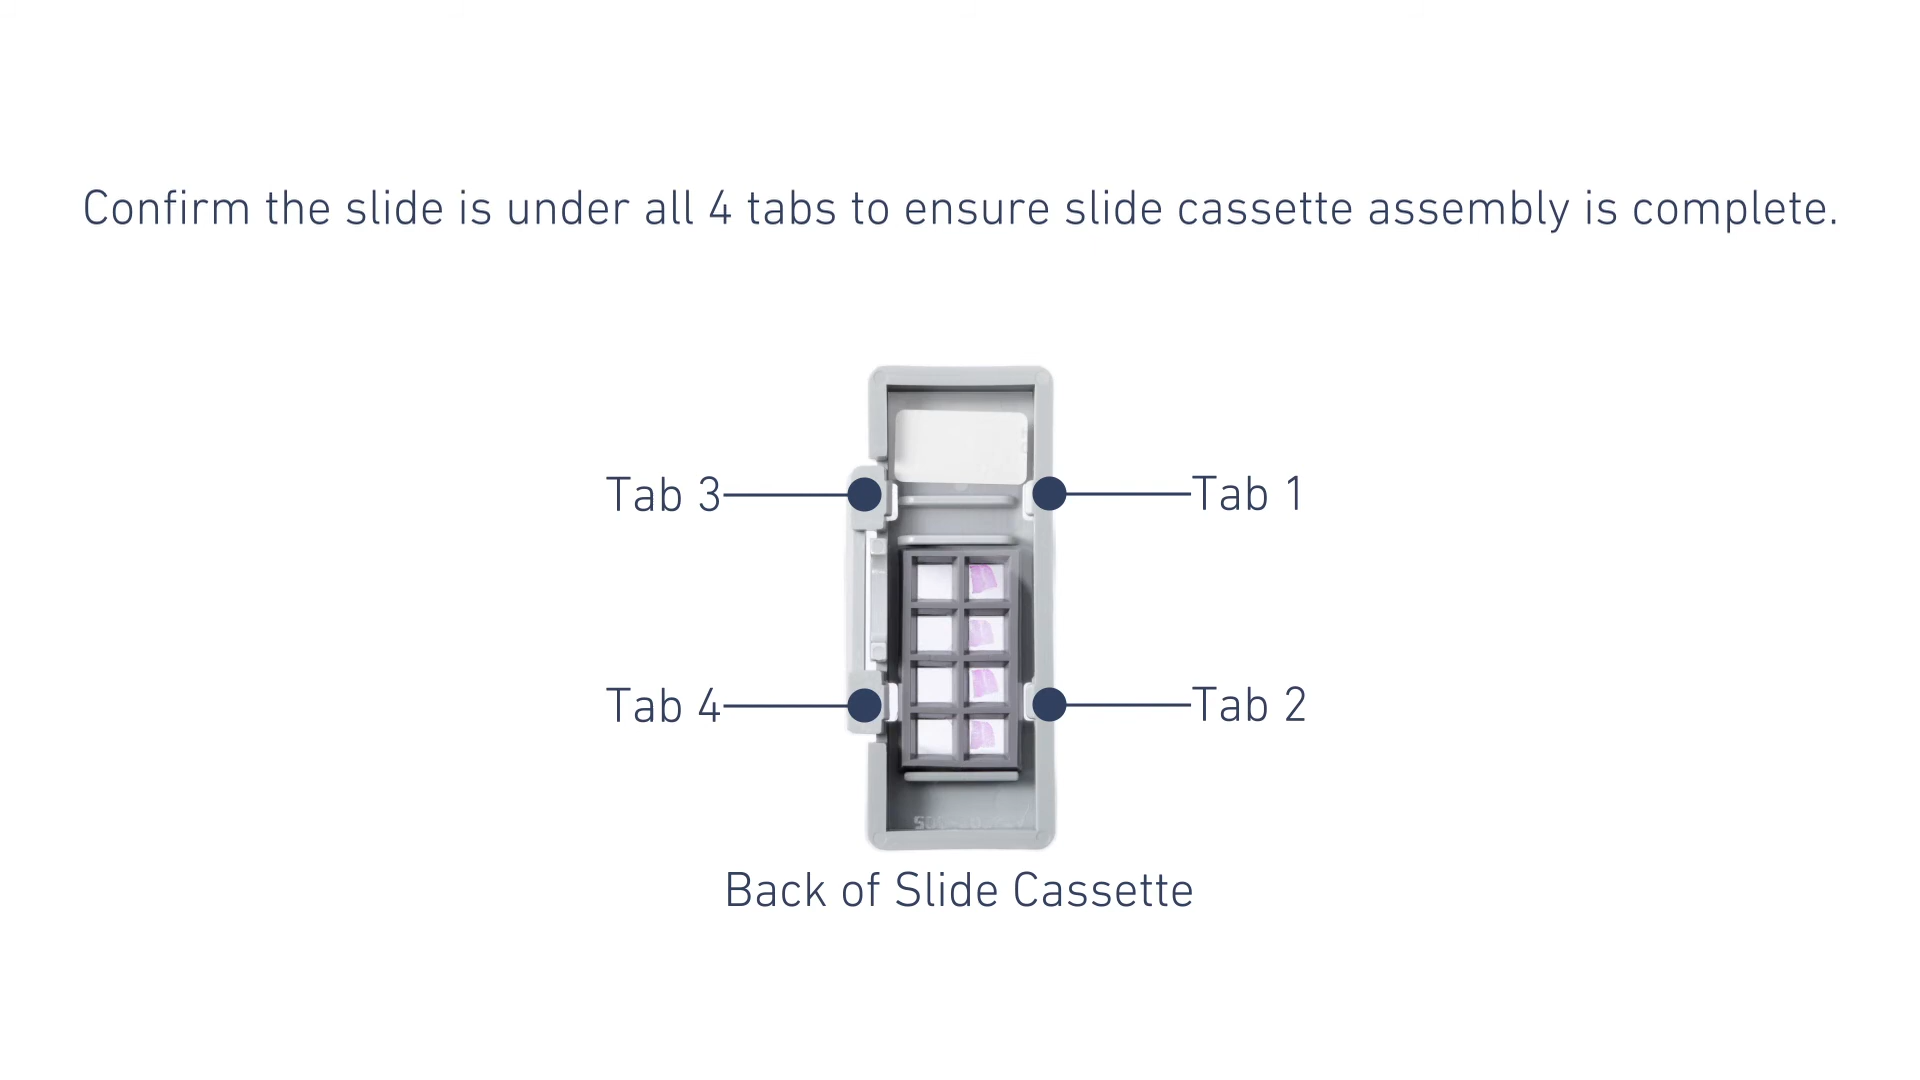 Confirm the slide is under all 4 tabs to ensure slide cassette assembly is complete.
Tab 3
Tab 1
Tab 4
Tab 2
Back of Slide Cassette